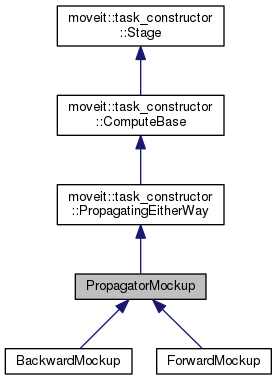 moveit::task_constructor
::Stage
moveit::task_constructor
::ComputeBase
moveit::task_constructor
::PropagatingEitherWay
PropagatorMockup
BackwardMockup
ForwardMockup